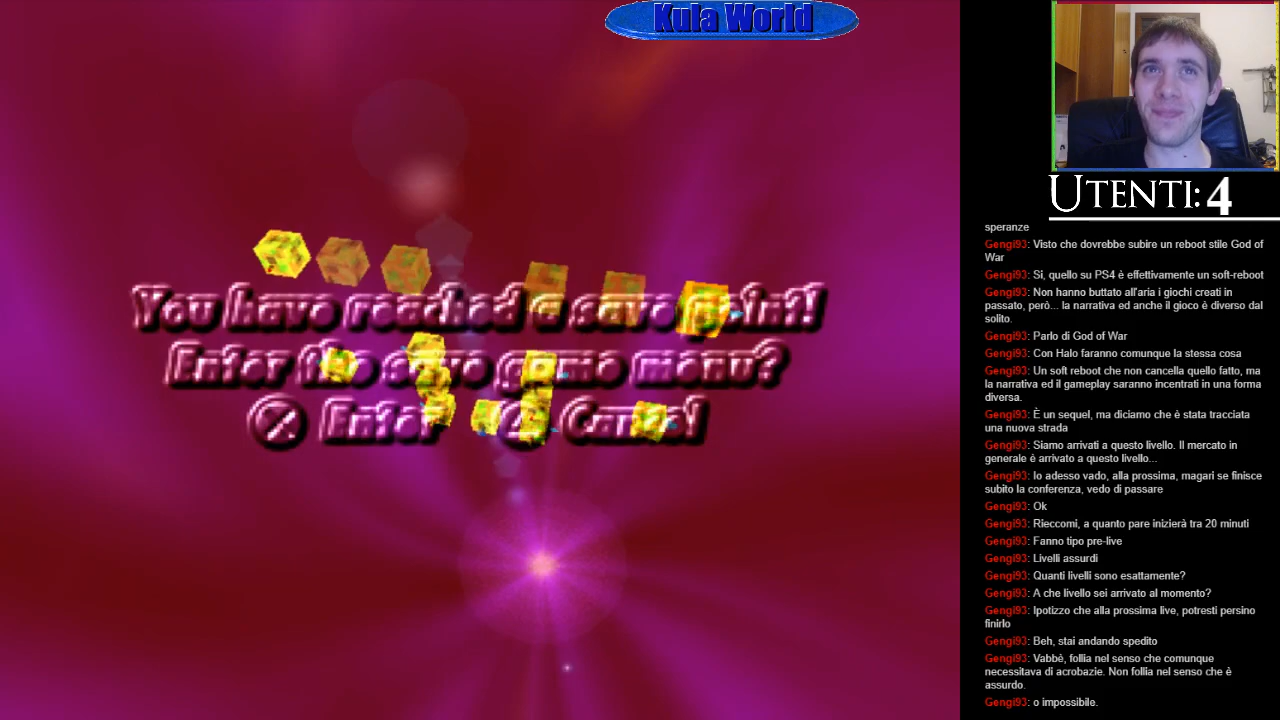 Kula World
You have reached a save point!
Enter the save game menu?
Enter Cancel
UTENTI: 4
speranze
Gengi93: Visto che dovrebbe subire un reboot stile God of
War
Gengi93: Si, quello su PS4 è effettivamente un soft-reboot
Gengi93: Non hanno buttato all'aria i giochi creati in
passato, però... la narrativa ed anche il gioco è diverso dal
solito.
Gengi93: Parlo di God of War
Gengi93: Con Halo faranno comunque la stessa cosa
Gengi93: Un soft reboot che non cancella quello fatto, ma
la narrativa ed il gameplay saranno incentrati in una forma
diversa.
Gengi93: È un sequel, ma diciamo che è stata tracciata
una nuova strada
Gengi93: Siamo arrivati a questo livello. Il mercato in
generale è arrivato a questo livello...
Gengi93: Io adesso vado, alla prossima, magari se finisce
subito la conferenza, vedo di passare
Gengi93: Ok
Gengi93: Rieccomi, a quanto pare inizierà tra 20 minuti
Gengi93: Fanno tipo pre-live
Gengi93: Livelli assurdi
Gengi93: Quanti livelli sono esattamente?
Gengi93: A che livello sei arrivato al momento?
Gengi93: Ipotizzo che alla prossima live, potresti persino
finirlo
Gengi93: Beh, stai andando spedito
Gengi93: Vabbè, follia nel senso che comunque
necessitava di acrobazie. Non follia nel senso che è
assurdo.
Gengi93: o impossibile.